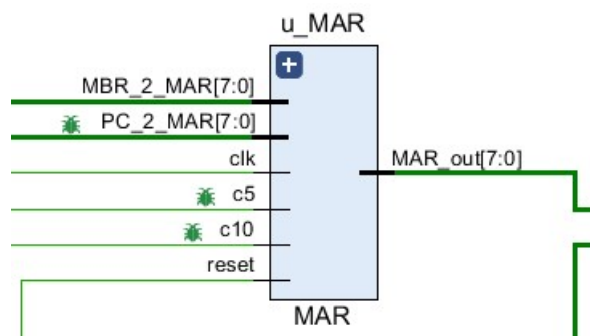 u_MAR
MBR_2_MAR[7:0]
PC_2_MAR[7:0]
clk
c5
c10
reset
MAR_out[7:0]
MAR